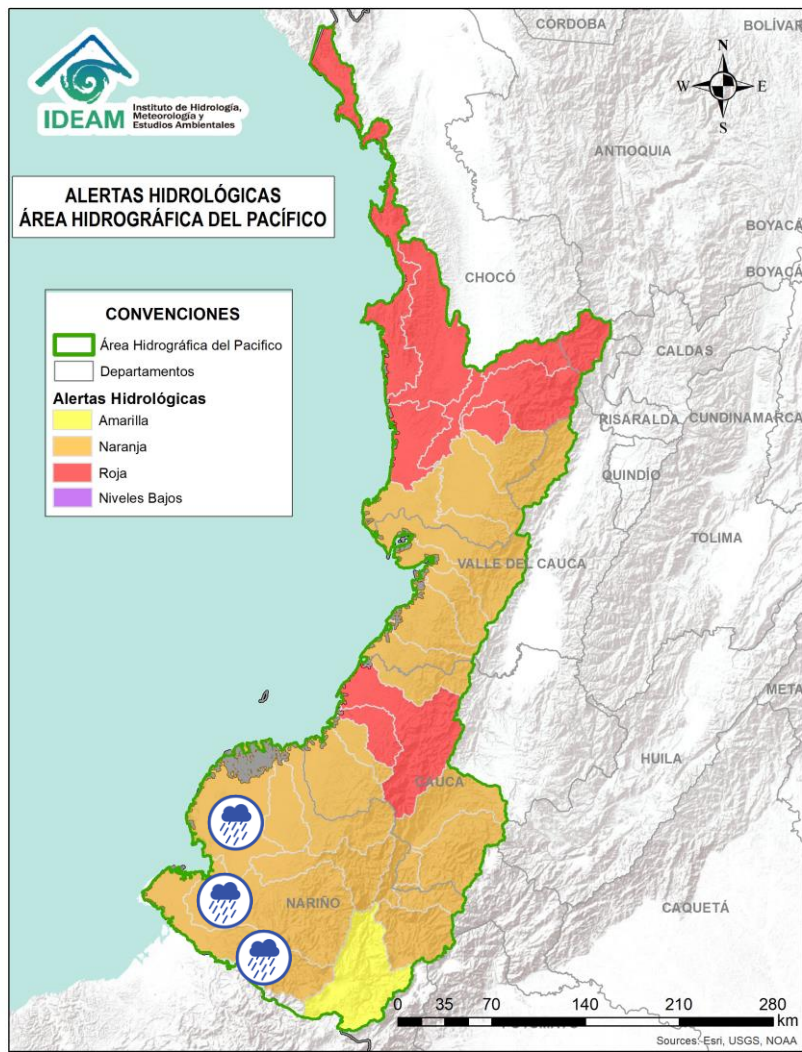 IDEAM
Instituto de Hidrología,
Meteorología y
Estudios Ambientales
ALERTAS HIDROLÓGICAS
ÁREA HIDROGRÁFICA DEL PACÍFICO
CONVENCIONES
Área Hidrográfica del Pacifico
Departamentos
Alertas Hidrológicas
Amarilla
Naranja
Roja
Niveles Bajos
N
W E
S
CÓRDOBA
BOLÍVAR
ANTIOQUIA
BOYACÁ
BOYACÁ
CHOCÓ
CALDAS
RISARALDA
CUNDINAMARCA
QUINDÍO
TOLIMA
VALLE DEL CAUCA
META
HUILA
CAUCA
NARIÑO
CAQUETÁ
0 35 70 140 210 280
km
Sources: Esri, USGS, NOAA